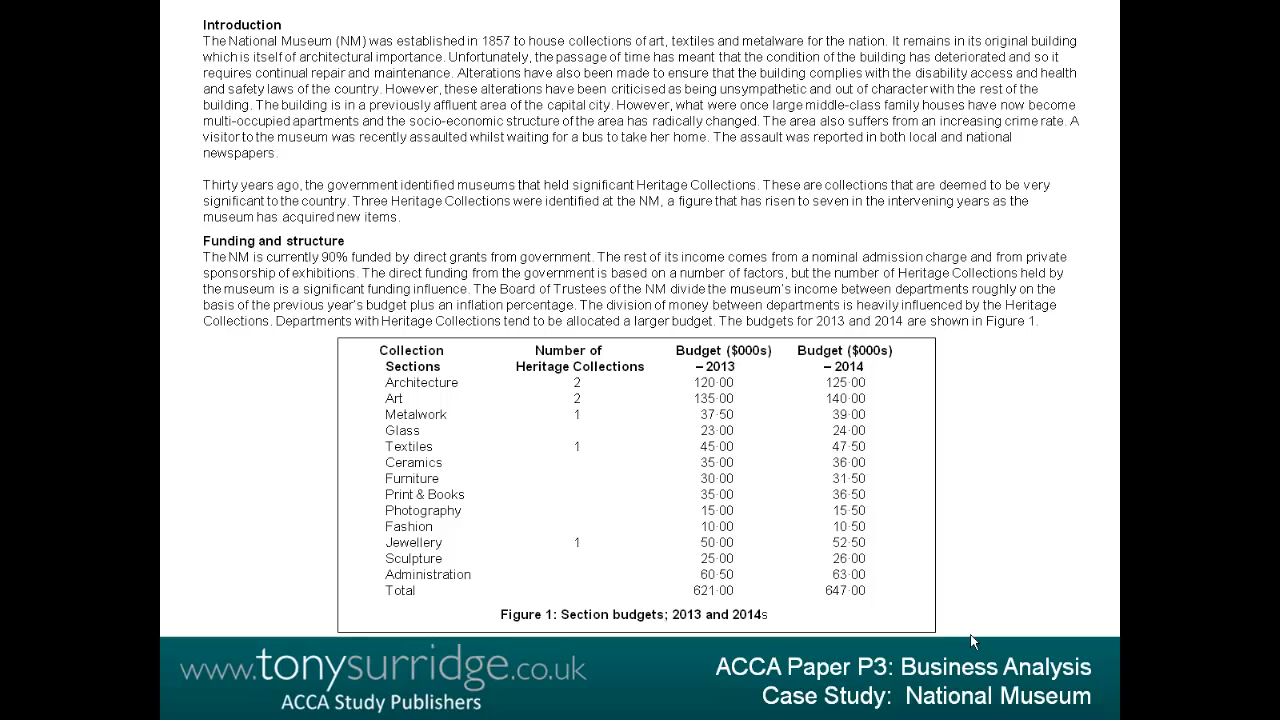 Introduction
The National Museum (NM) was established in 1857 to house collections of art, textiles and metalware for the nation. It remains in its original building
which is itself of architectural importance. Unfortunately, the passage of time has meant that the condition of the building has deteriorated and so it
requires continual repair and maintenance. Alterations have also been made to ensure that the building complies with the disability access and health
and safety laws of the country. However, these alterations have been criticised as being unsympathetic and out of character with the rest of the
building. The building is in a previously affluent area of the capital city. However, what were once large middle-class family houses have now become
multi-occupied apartments and the socio-economic structure of the area has radically changed. The area also suffers from an increasing crime rate. A
visitor to the museum was recently assaulted whilst waiting for a bus to take her home. The assault was reported in both local and national
newspapers.
Thirty years ago, the government identified museums that held significant Heritage Collections. These are collections that are deemed to be very
significant to the country. Three Heritage Collections were identified at the NM, a figure that has risen to seven in the intervening years as the
museum has acquired new items.
Funding and structure
The NM is currently 90% funded by direct grants from government. The rest of its income comes from a nominal admission charge and from private
sponsorship of exhibitions. The direct funding from the government is based on a number of factors, but the number of Heritage Collections held by
the museum is a significant funding influence. The Board of Trustees of the NM divide the museum's income between departments roughly on the
basis of the previous year's budget plus an inflation percentage. The division of money between departments is heavily influenced by the Heritage
Collections. Departments with Heritage Collections tend to be allocated a larger budget. The budgets for 2013 and 2014 are shown in Figure 1.
Collection Number of Budget ($000s) Budget ($000s)
Sections Heritage Collections – 2013 – 2014
Architecture 2 120·00 125·00
Art 2 135·00 140·00
Metalwork 1 37·50 39·00
Glass 23·00 24·00
Textiles 1 45·00 47·50
Ceramics 35·00 36·00
Furniture 30·00 31·50
Print & Books 35·00 36·50
Photography 15·00 15·50
Fashion 10·00 10·50
Jewellery 1 50·00 52·50
Sculpture 25·00 26·00
Administration 60·50 63·00
Total 621·00 647·00
Figure 1: Section budgets; 2013 and 2014s
www.tonysurridge.co.uk
ACCA Study Publishers
ACCA Paper P3: Business Analysis
Case Study: National Museum